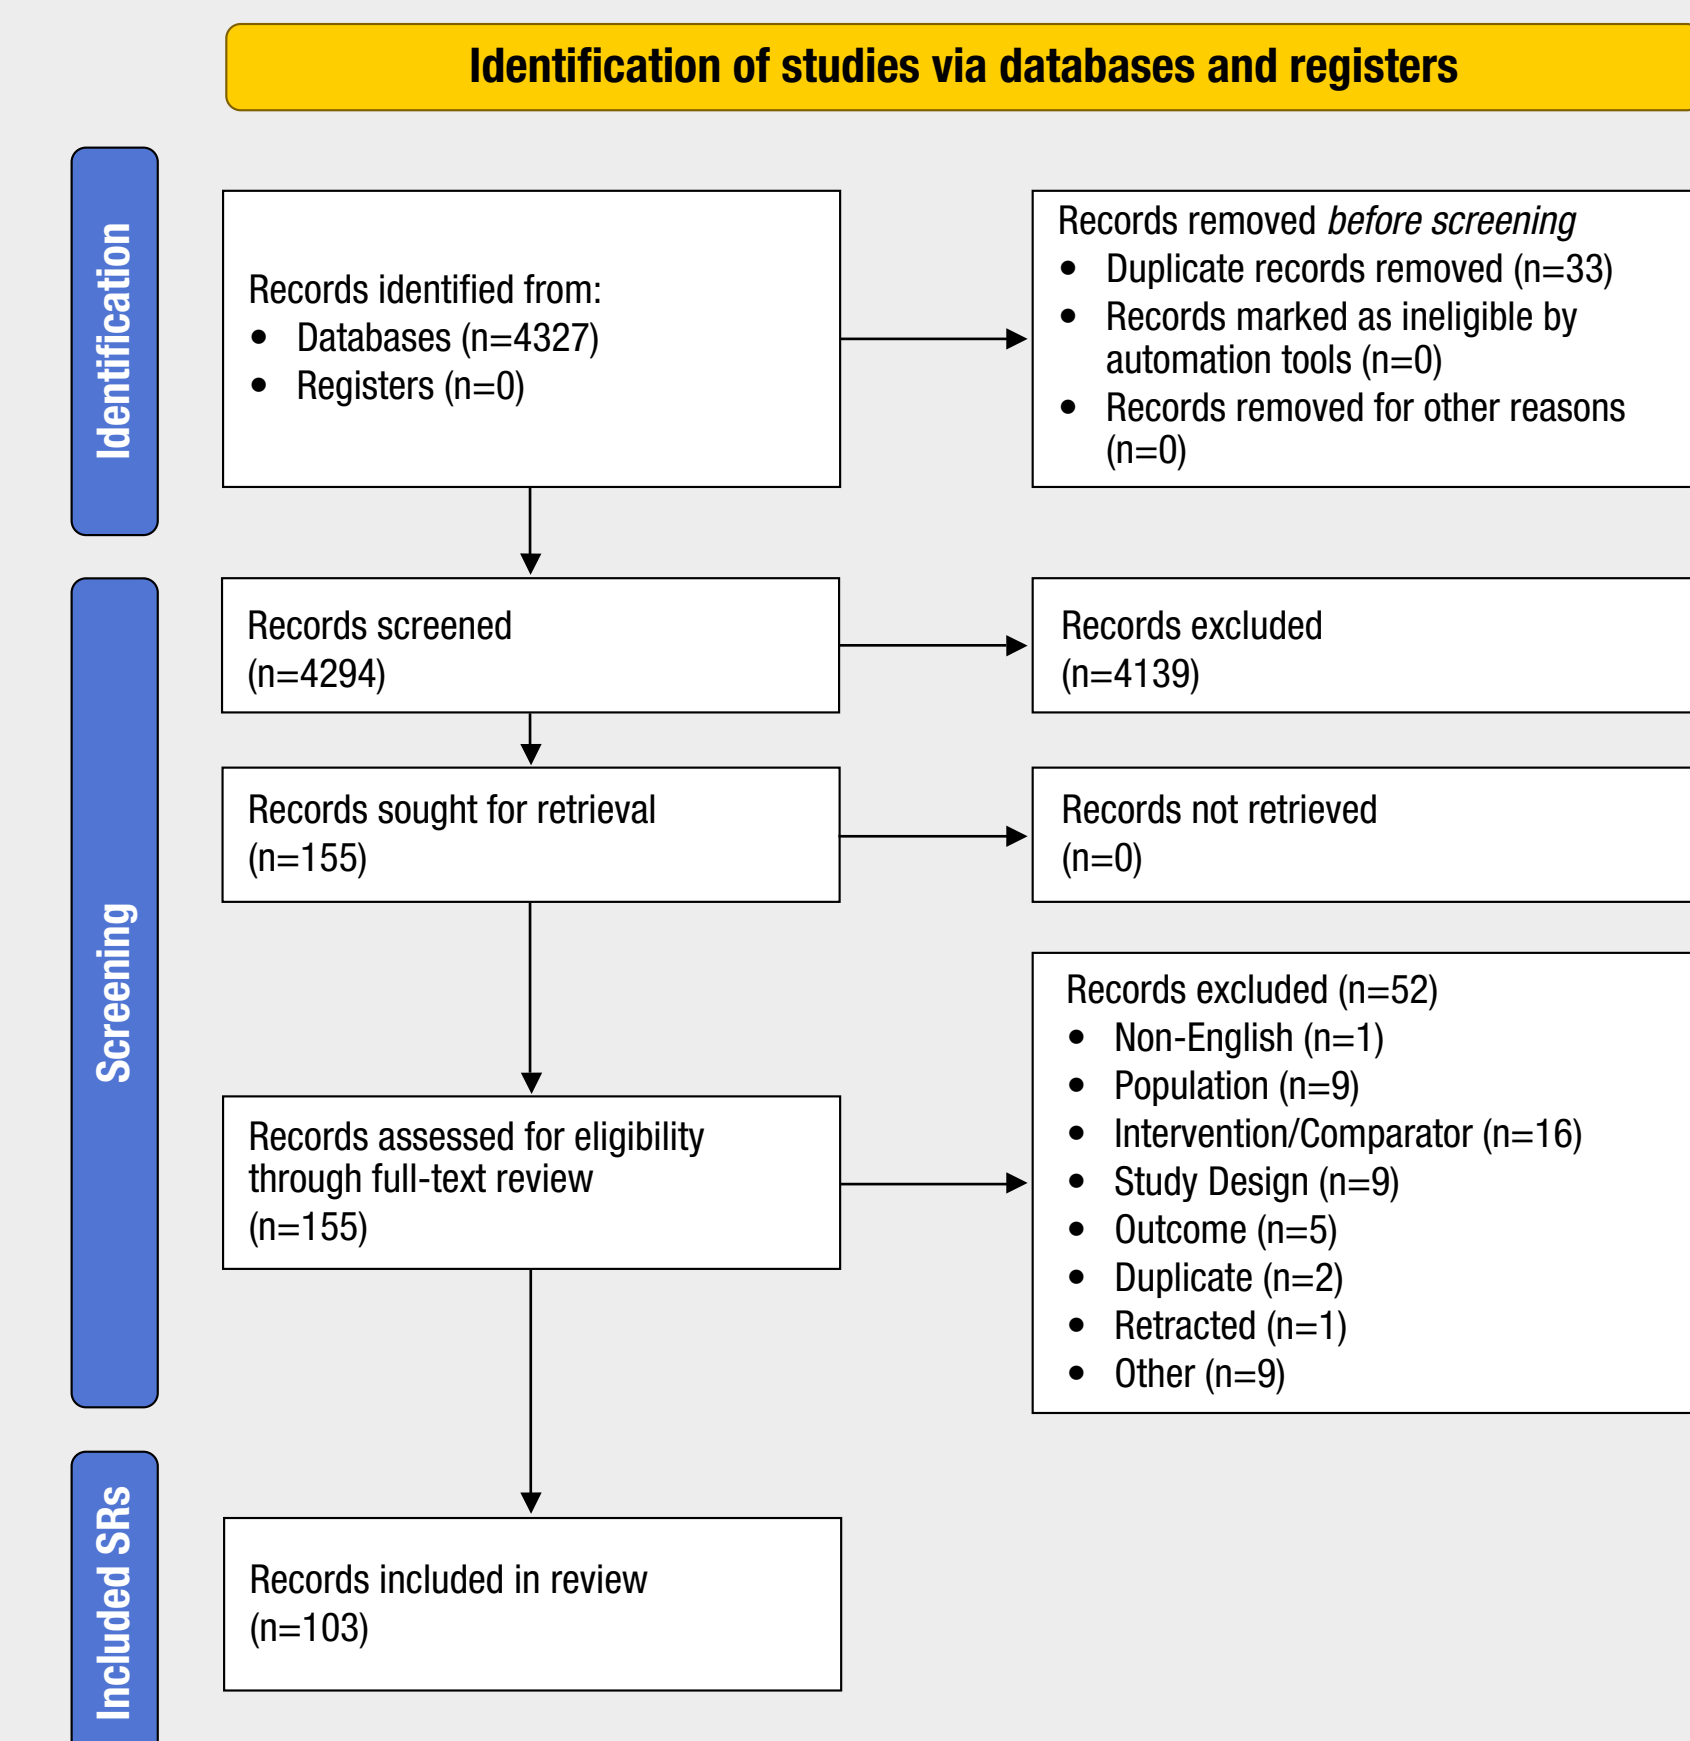 Identification of studies via databases and registers
Identification
Records identified from:
• Databases (n=4327)
• Registers (n=0)
Records removed before screening
• Duplicate records removed (n=33)
• Records marked as ineligible by
automation tools (n=0)
• Records removed for other reasons
(n=0)
Screening
Records screened
(n=4294)
Records excluded
(n=4139)
Records sought for retrieval
(n=155)
Records not retrieved
(n=0)
Records assessed for eligibility
through full-text review
(n=155)
Records excluded (n=52)
• Non-English (n=1)
• Population (n=9)
• Intervention/Comparator (n=16)
• Study Design (n=9)
• Outcome (n=5)
• Duplicate (n=2)
• Retracted (n=1)
• Other (n=9)
Included SRs
Records included in review
(n=103)